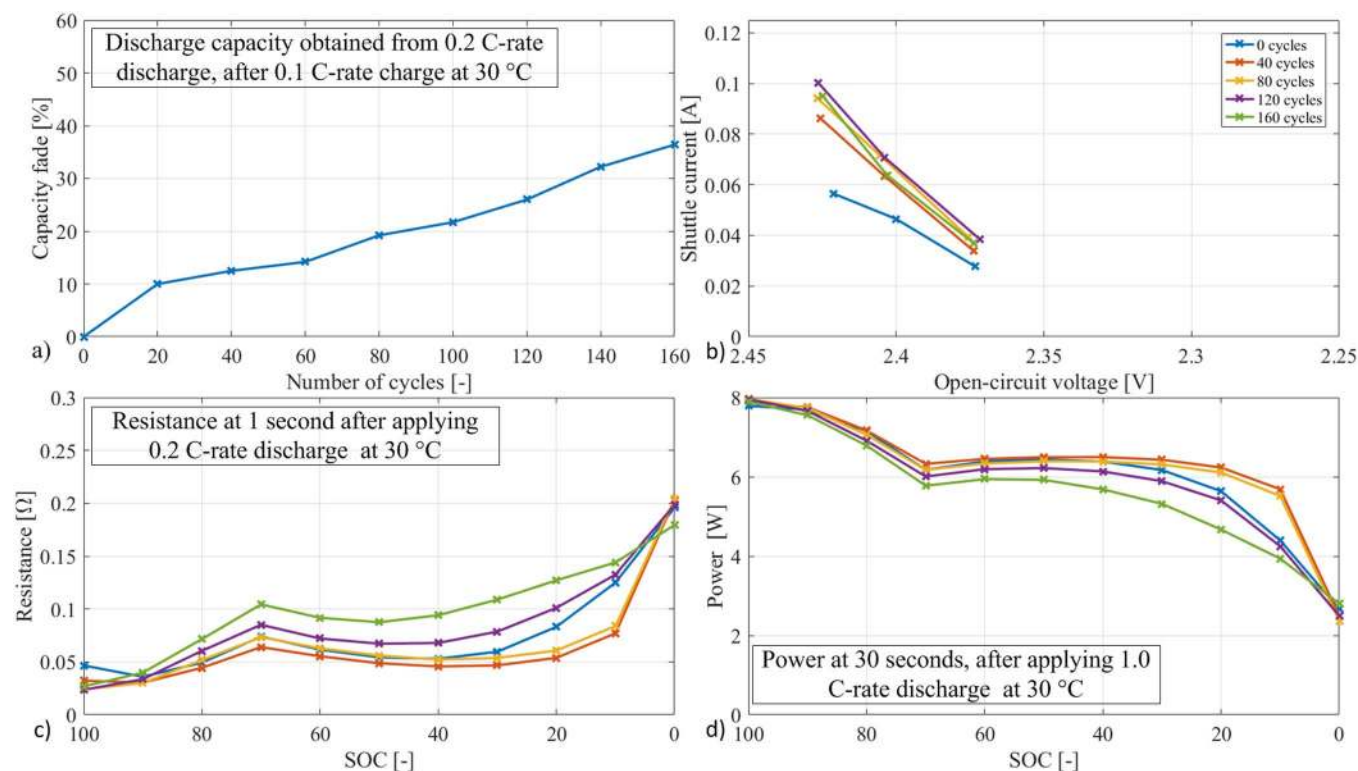 Discharge capacity obtained from 0.2 C-rate
discharge, after 0.1 C-rate charge at 30 °C
Capacity fade [%]
60
50
40
30
20
10
0
0 20 40 60 80 100 120 140 160
Number of cycles [-]
a)
0 cycles
40 cycles
80 cycles
120 cycles
160 cycles
Shuttle current [A]
0.12
0.1
0.08
0.06
0.04
0.02
0
2.45 2.4 2.35 2.3 2.25
Open-circuit voltage [V]
b)
Resistance at 1 second after applying
0.2 C-rate discharge at 30 °C
Resistance [Ω]
0.3
0.25
0.2
0.15
0.1
0.05
0
100 80 60 40 20 0
SOC [-]
c)
Power [W]
8
6
4
2
Power at 30 seconds, after applying 1.0
C-rate discharge at 30 °C
100 80 60 40 20 0
SOC [-]
d)